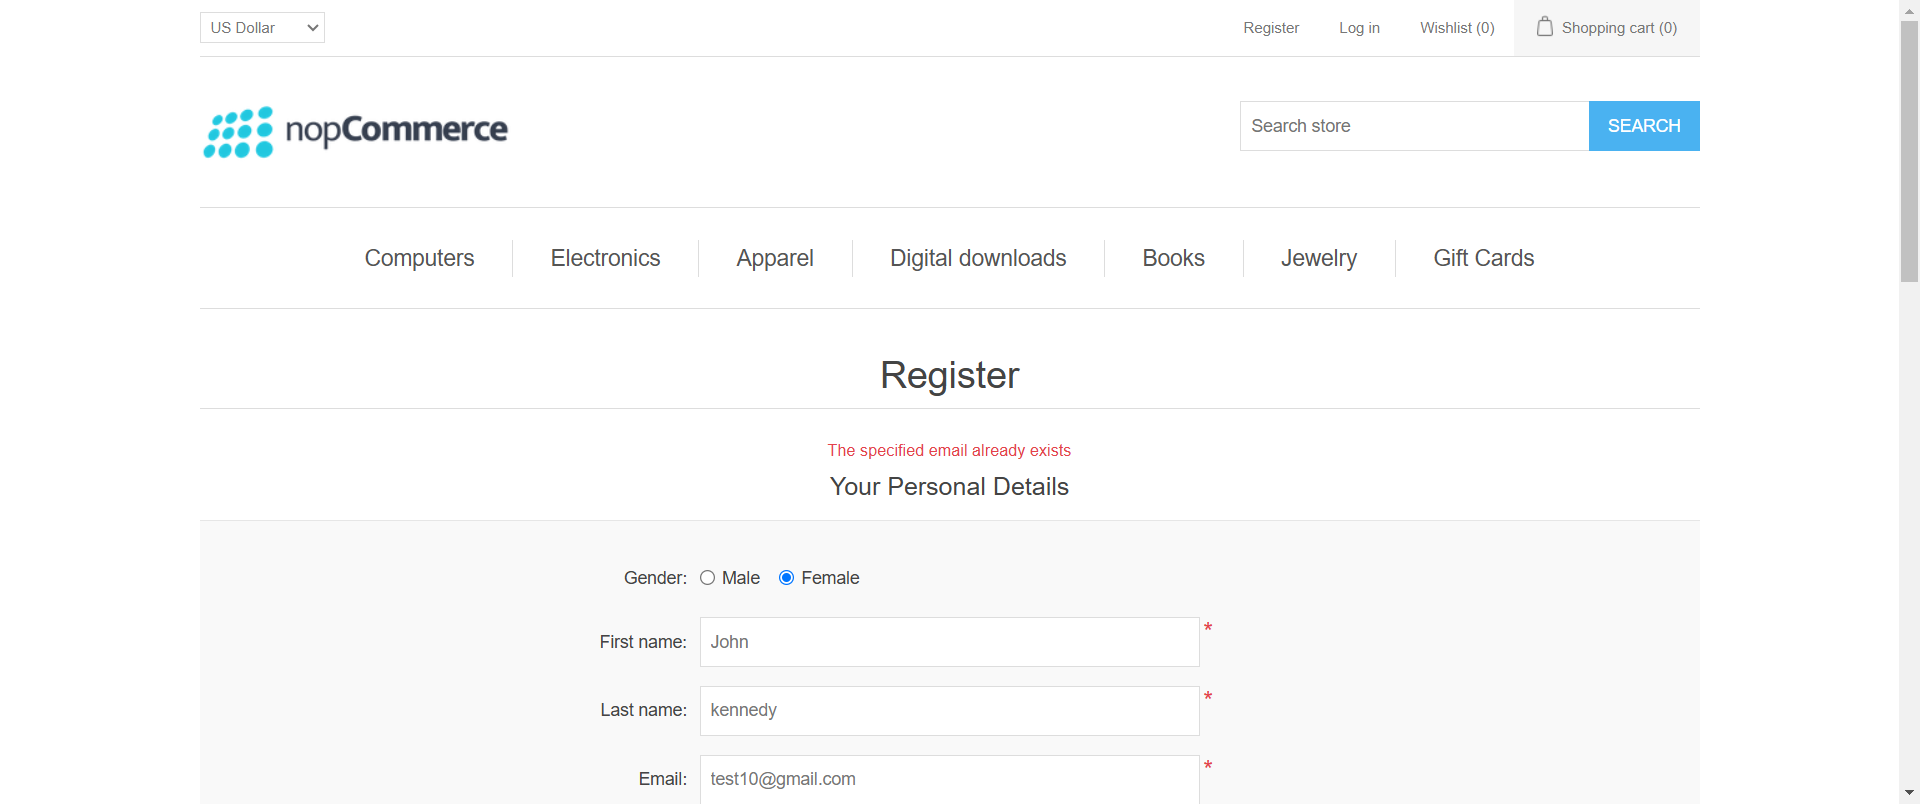 US Dollar
Register
Log in
Wishlist (0)
Shopping cart (0)
nopCommerce
Search store
SEARCH
Computers
Electronics
Apparel
Digital downloads
Books
Jewelry
Gift Cards
Register
The specified email already exists
Your Personal Details
Gender: Male Female
First name: John *
Last name: kennedy *
Email: test10@gmail.com *